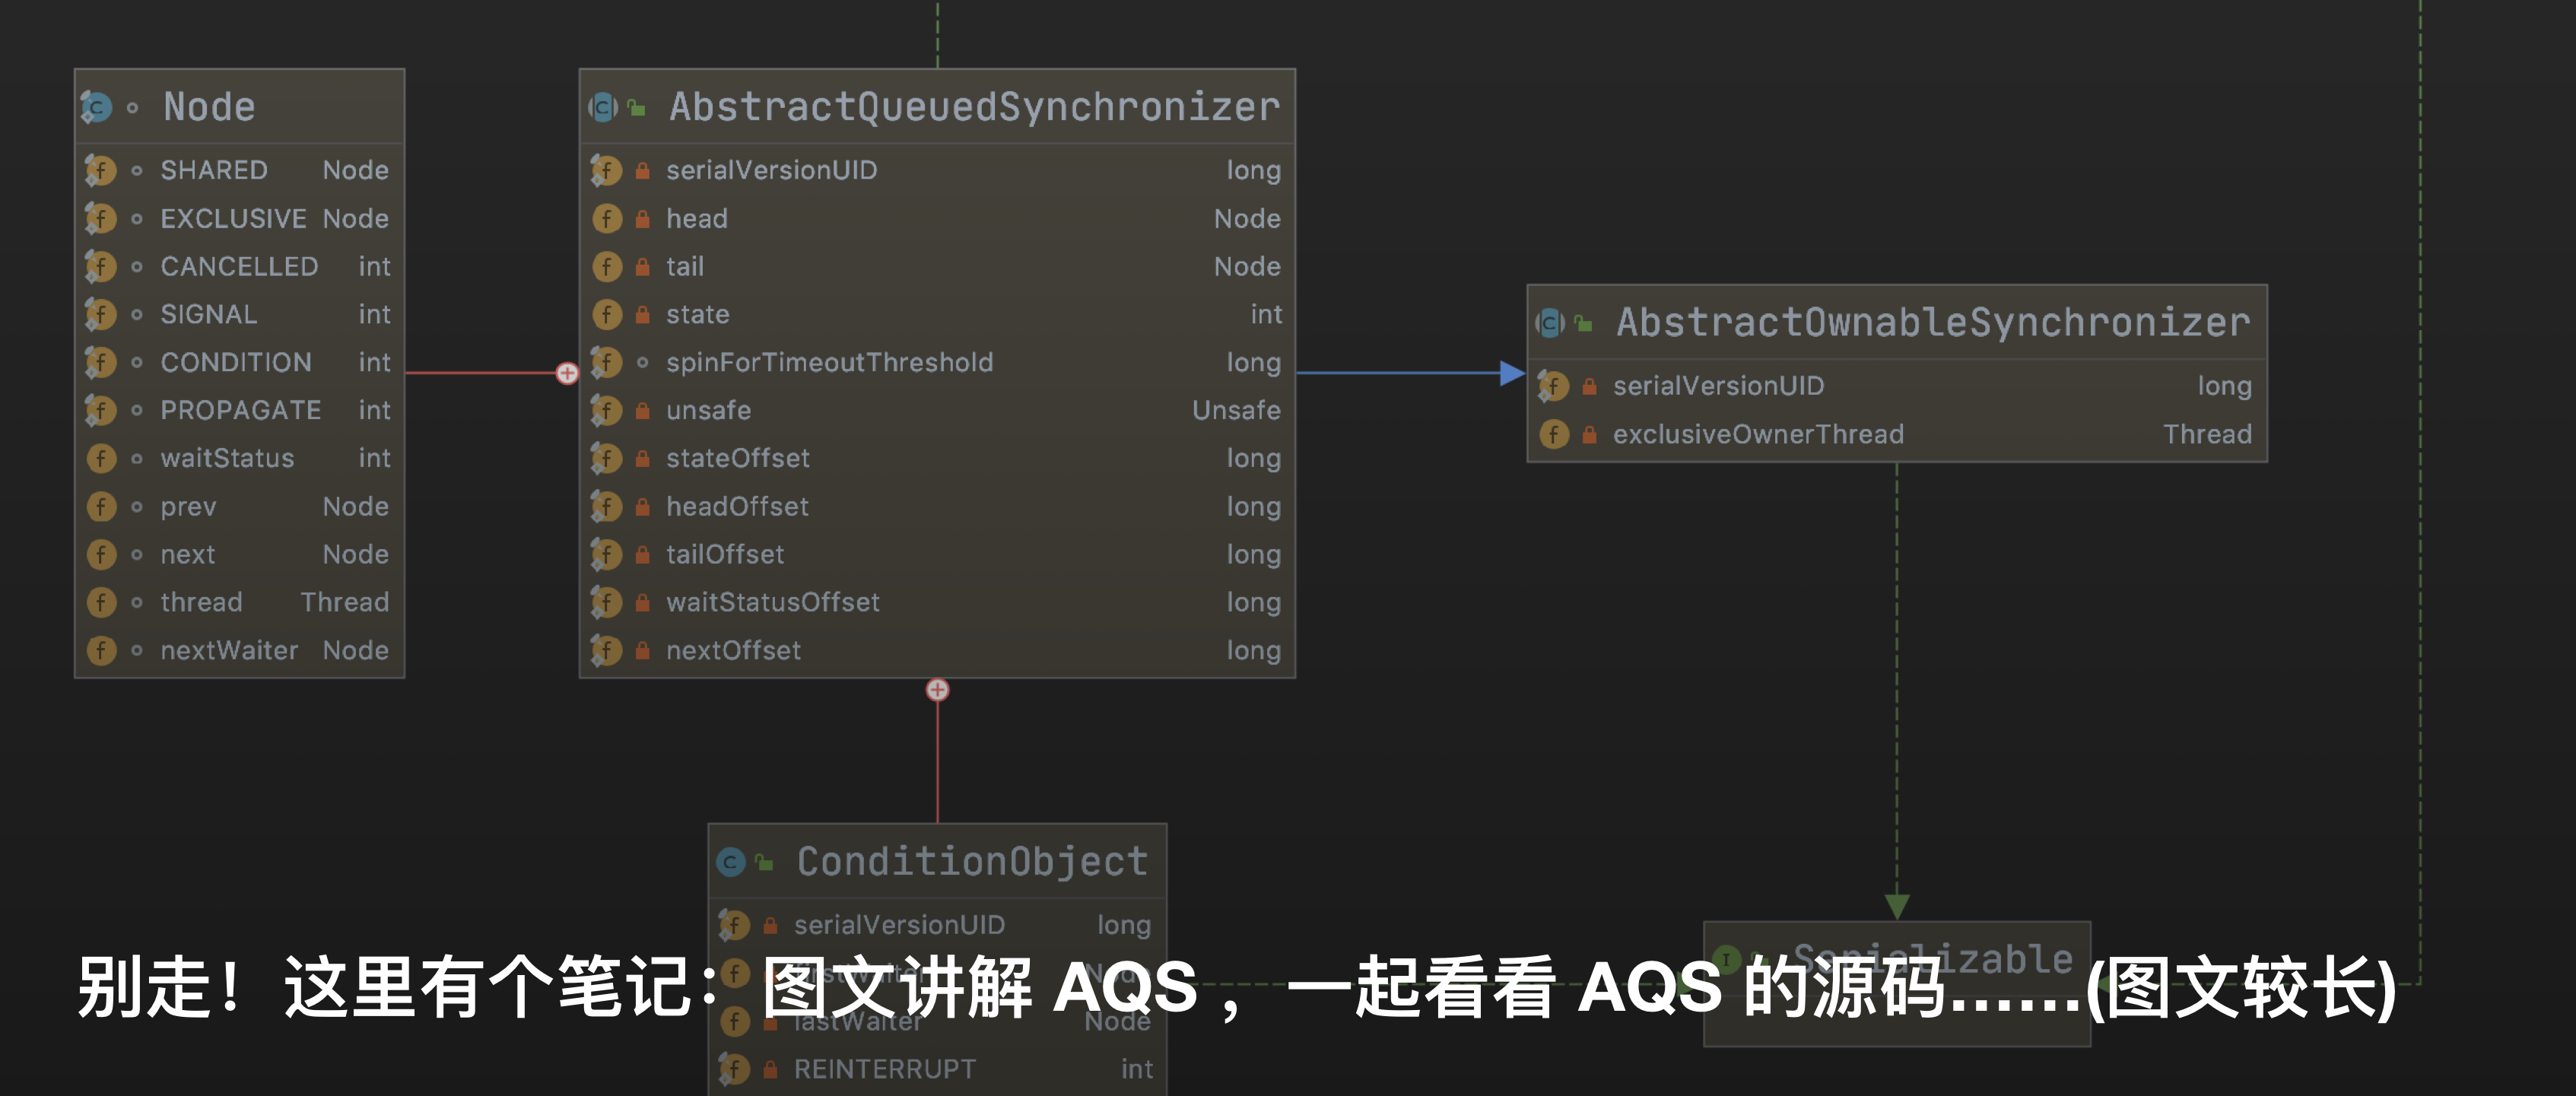 Node
SHARED Node
EXCLUSIVE Node
CANCELLED int
SIGNAL int
CONDITION int
PROPAGATE int
waitStatus int
prev Node
next Node
thread Thread
nextWaiter Node
AbstractQueuedSynchronizer
serialVersionUID long
head Node
tail Node
state int
spinForTimeoutThreshold long
unsafe Unsafe
stateOffset long
headOffset long
tailOffset long
waitStatusOffset long
nextOffset long
AbstractOwnableSynchronizer
serialVersionUID long
exclusiveOwnerThread Thread
ConditionObject
serialVersionUID long
firstWaiter Node
lastWaiter Node
REINTERRUPT int
Serializable
别走！这里有个笔记：图文讲解 AQS ，一起看看 AQS 的源码……(图文较长)